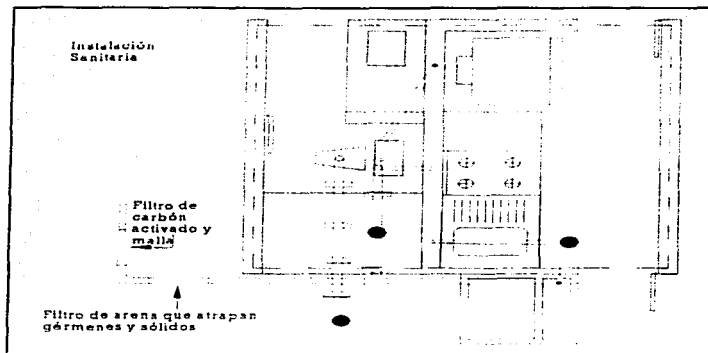 Instalación
Sanitaria
Filtro de
carbón
activado y
malla
Filtro de arena que atrapan
gérmenes y sólidos